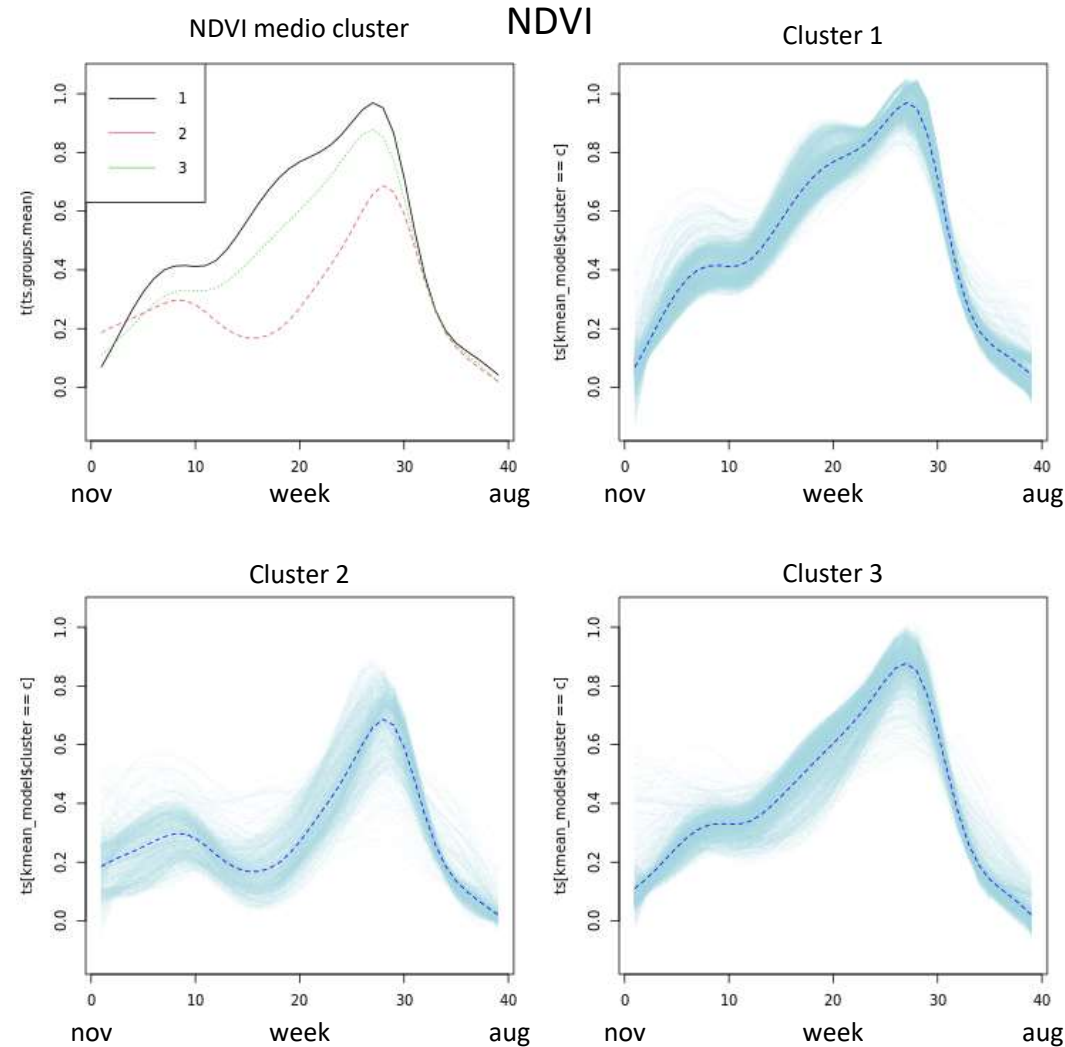 NDVI
NDVI medio cluster
1
2
3
t(ts.groups.mean)
0.0 0.2 0.4 0.6 0.8 1.0
0 10 20 30 40
nov week aug
Cluster 1
ts[kmean_model$cluster == c]
0.0 0.2 0.4 0.6 0.8 1.0
0 10 20 30 40
nov week aug
Cluster 2
ts[kmean_model$cluster == c]
0.0 0.2 0.4 0.6 0.8 1.0
0 10 20 30 40
nov week aug
Cluster 3
ts[kmean_model$cluster == c]
0.0 0.2 0.4 0.6 0.8 1.0
0 10 20 30 40
nov week aug